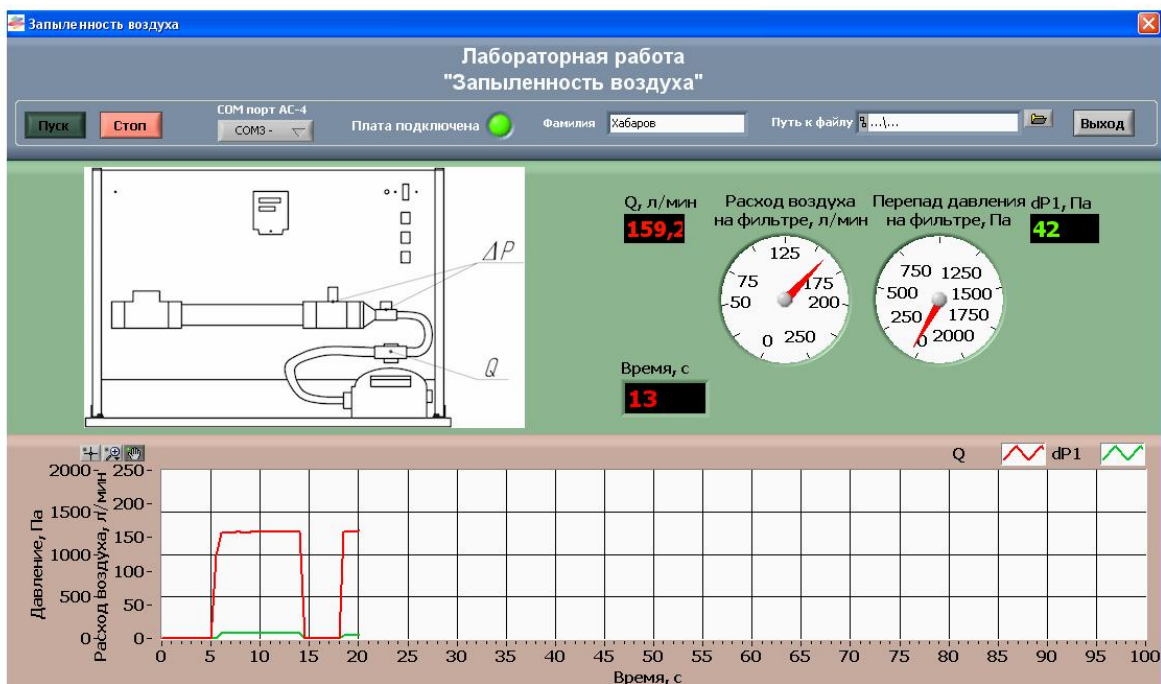 Запыленность воздуха
Лабораторная работа
"Запыленность воздуха"
Пуск
Стоп
COM порт АС-4
COM3 -
Плата подключена
Фамилия
Хабаров
Путь к файлу
...\...
Выход
ΔP
Q
Q, л/мин
159,2
Расход воздуха
на фильтре, л/мин
0 50 75 125 175 200 250
Перепад давления
на фильтре, Па
0 250 500 750 1250 1500 1750 2000
dP1, Па
42
Время, с
13
Q
dP1
Давление, Па
2000
1500
1000
500
0
Расход воздуха, л/мин
250
200
150
100
50
0
0 5 10 15 20 25 30 35 40 45 50 55 60 65 70 75 80 85 90 95 100
Время, с